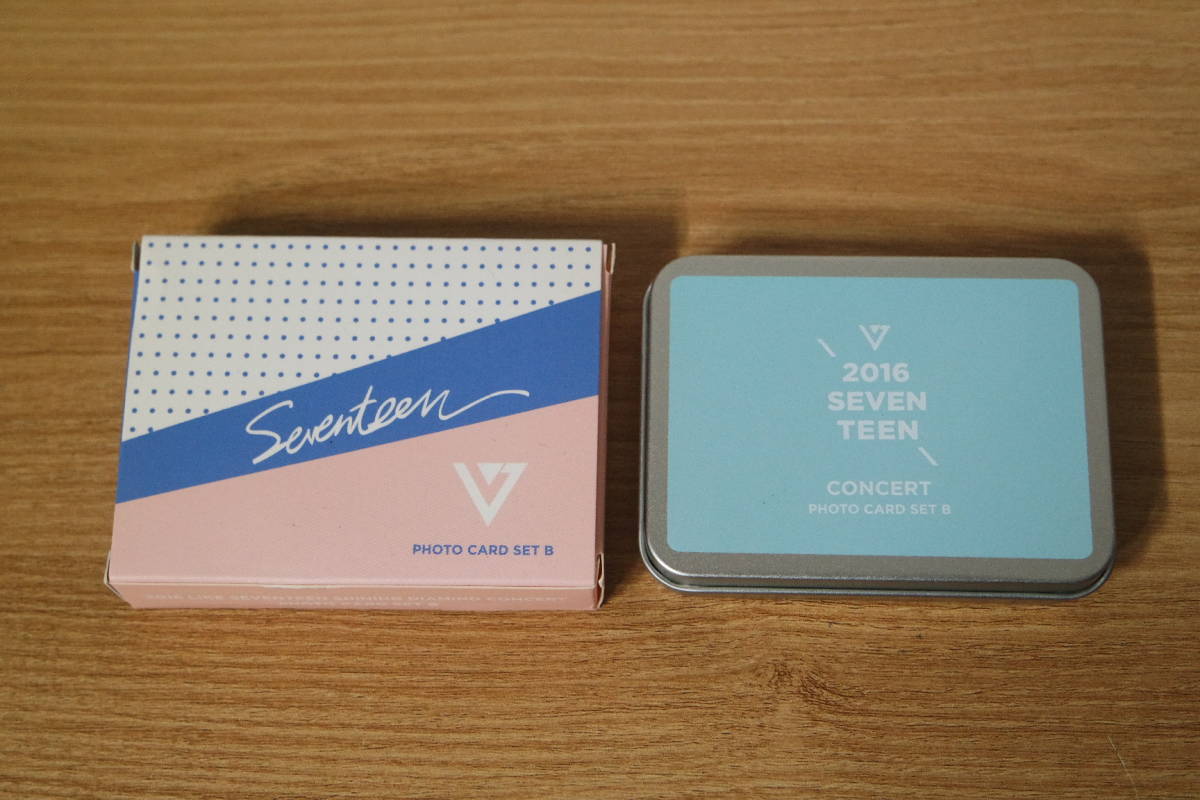 Seventeen
PHOTO CARD SET B
2016
SEVEN
TEEN
CONCERT
PHOTO CARD SET B